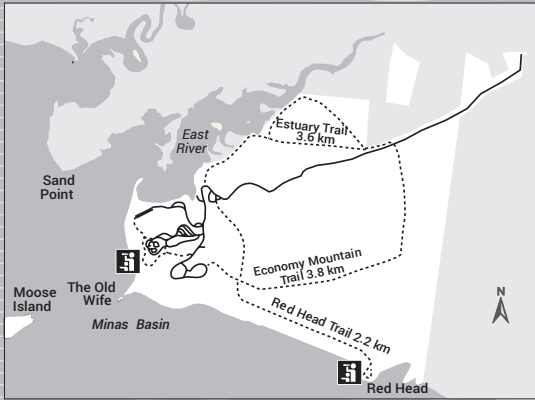 East
River
Estuary Trail
3.6 km
Sand
Point
Economy Mountain
Trail 3.8 km
The Old
Wife
Moose
Island
Minas Basin
Red Head Trail 2.2 km
N
Red Head